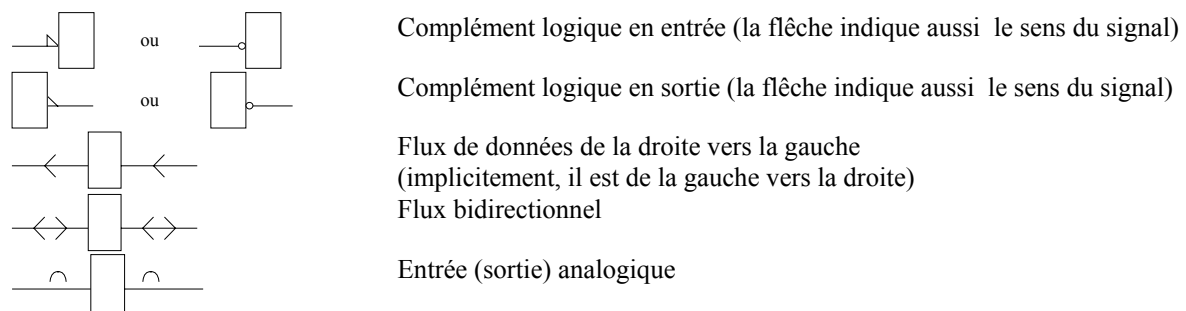 ou
Complément logique en entrée (la flêche indique aussi le sens du signal)
ou
Complément logique en sortie (la flêche indique aussi le sens du signal)
Flux de données de la droite vers la gauche
(implicitement, il est de la gauche vers la droite)
Flux bidirectionnel
Entrée (sortie) analogique